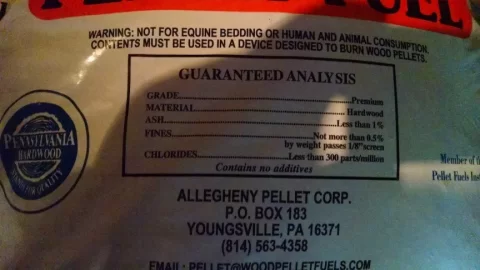 FUEL
WARNING: NOT FOR EQUINE BEDDING OR HUMAN AND ANIMAL CONSUMPTION.
CONTENTS MUST BE USED IN A DEVICE DESIGNED TO BURN WOOD PELLETS.
GUARANTEED ANALYSIS
GRADE Premium
MATERIAL Hardwood
ASH Less than 1%
FINES Not more than 0.5%
by weight passes 1/8" screen
CHLORIDES Less than 300 parts/million
Contains no additives
PENNSYLVANIA
HARDWOOD
QUALITY
Member of
Pellet Fuels
ALLEGHENY PELLET CORP.
P.O. BOX 183
YOUNGSVILLE, PA 16371
(814) 563-4358
EMAIL: PELLET@WOODPELLETFUELS.COM